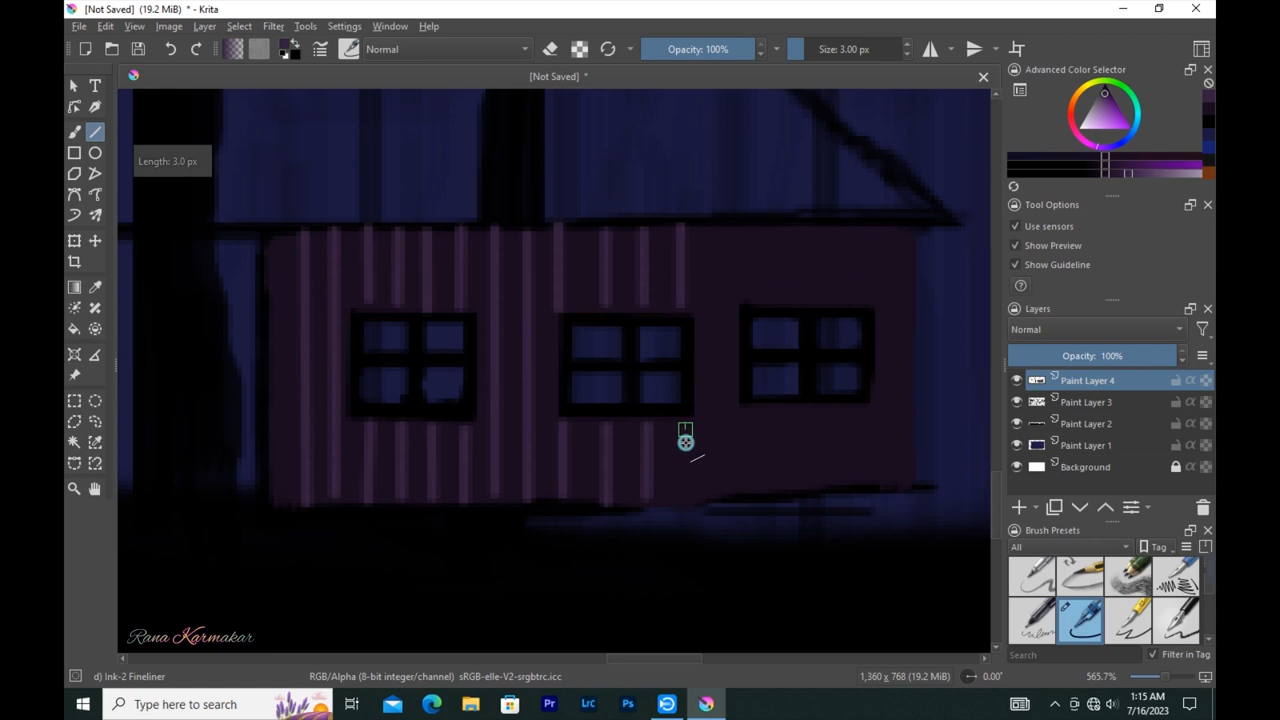 [Not Saved] (19.2 MiB) * - Krita
File Edit View Image Layer Select Filter Tools Settings Window Help
Normal
Opacity: 100%
Size: 3.00 px
[Not Saved] *
Advanced Color Selector
Length: 3.0 px
Tool Options
Use sensors
Show Preview
Show Guideline
Layers
Normal
Opacity: 100%
Paint Layer 4
Paint Layer 3
Paint Layer 2
Paint Layer 1
Background
Brush Presets
All
Tag
Rana Karmakar
Search
Filter in Tag
d) Ink-2 Fineliner
RGB/Alpha (8-bit integer/channel) sRGB-elle-V2-srgbtrc.icc
1,360 x 768 (19.2 MiB)
0.00°
565.7%
Type here to search
Pr
Lrc
Ps
1:15 AM
7/16/2023